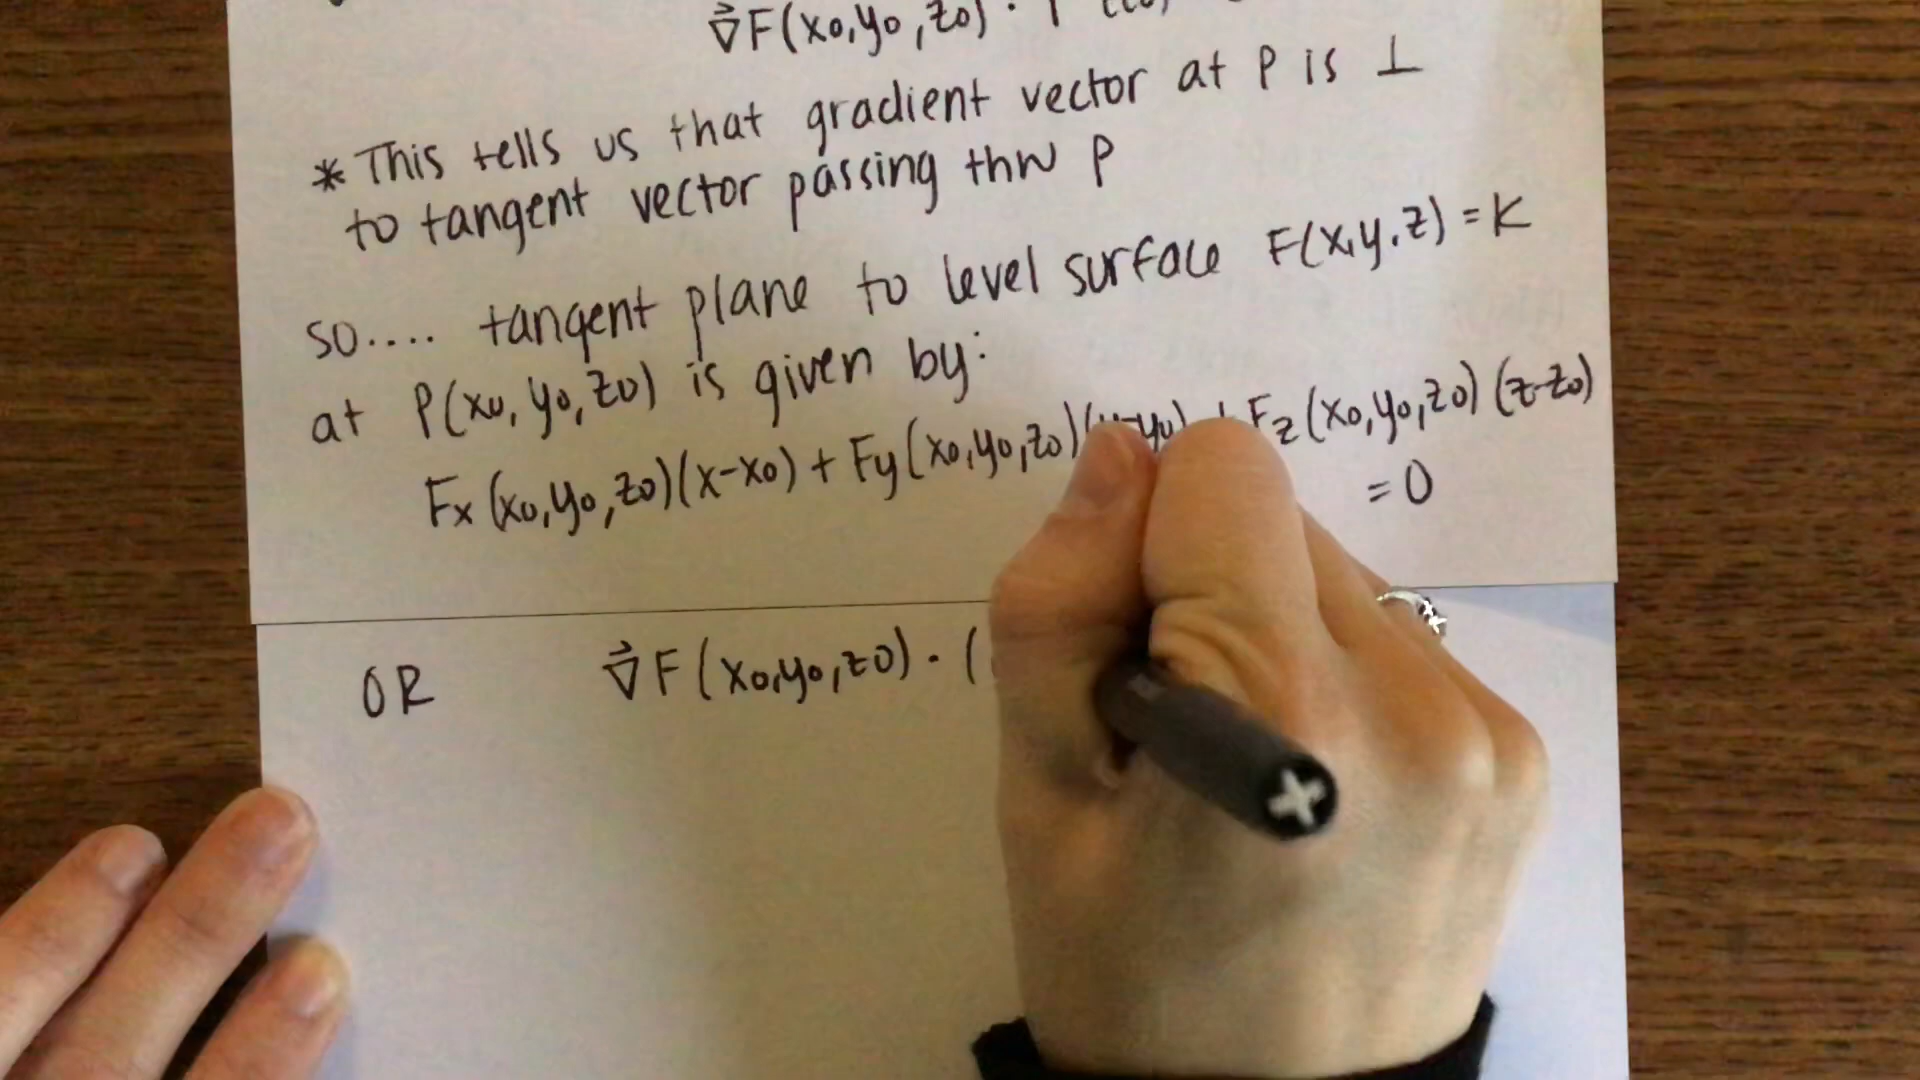 ∇⃗F(x0,y0,z0) ·
* This tells us that gradient vector at P is ⊥
to tangent vector passing thru P
so.... tangent plane to level surface F(x,y,z) = K
at P(x0, y0, z0) is given by:
Fx (x0,y0,z0)(x-x0) + Fy (x0,y0,z0)(y-y0) + Fz (x0,y0,z0) (z-z0)
= 0
OR ∇⃗F (x0,y0,z0) · (